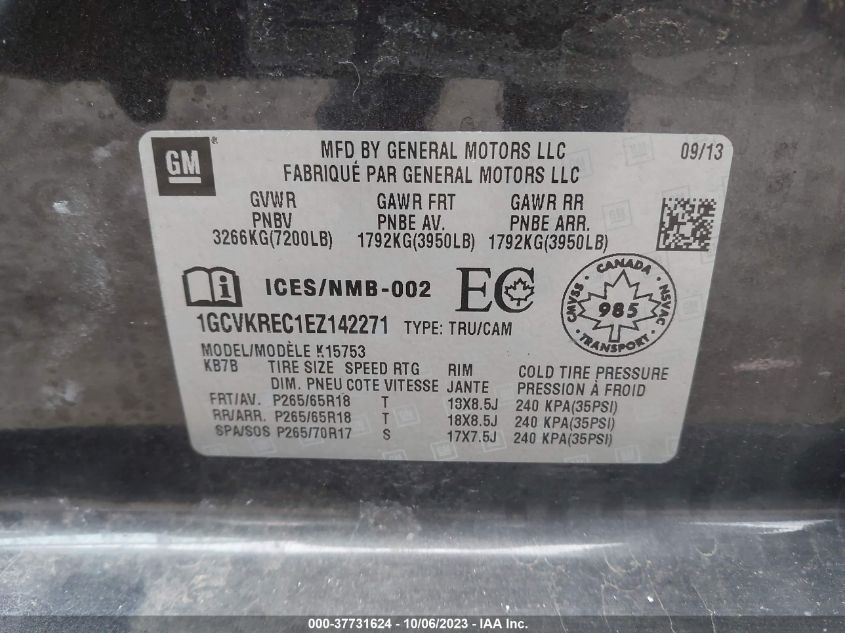 GM
MFD BY GENERAL MOTORS LLC 09/13
FABRIQUÉ PAR GENERAL MOTORS LLC
GVWR GAWR FRT GAWR RR
PNBV PNBE AV. PNBE ARR.
3266KG(7200LB) 1792KG(3950LB) 1792KG(3950LB)
ICES/NMB-002 EC
CANADA
CMVSS 985 NSVAC
TRANSPORT
1GCVKREC1EZ142271 TYPE: TRU/CAM
MODEL/MODÈLE K15753
KB7B TIRE SIZE SPEED RTG RIM COLD TIRE PRESSURE
DIM. PNEU COTE VITESSE JANTE PRESSION À FROID
FRT/AV. P265/65R18 T 18X8.5J 240 KPA(35PSI)
RR/ARR. P265/65R18 T 18X8.5J 240 KPA(35PSI)
SPA/SOS P265/70R17 S 17X7.5J 240 KPA(35PSI)
000-37731624 - 10/06/2023 - IAA Inc.